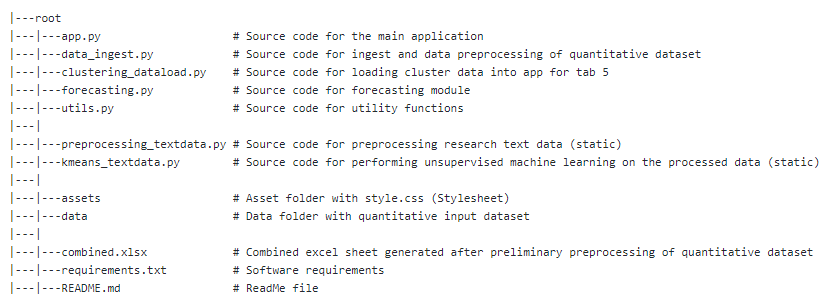 |---root
|---|---app.py                   # Source code for the main application
|---|---data_ingest.py           # Source code for ingest and data preprocessing of quantitative dataset
|---|---clustering_dataload.py    # Source code for loading cluster data into app for tab 5
|---|---forecasting.py           # Source code for forecasting module
|---|---utils.py                 # Source code for utility functions
|---|
|---|---preprocessing_textdata.py # Source code for preprocessing research text data (static)
|---|---kmeans_textdata.py       # Source code for performing unsupervised machine learning on the processed data (static)
|---|
|---|---assets                   # Asset folder with style.css (Stylesheet)
|---|---data                     # Data folder with quantitative input dataset
|---|
|---|---combined.xlsx            # Combined excel sheet generated after preliminary preprocessing of quantitative dataset
|---|---requirements.txt         # Software requirements
|---|---README.md                # ReadMe file